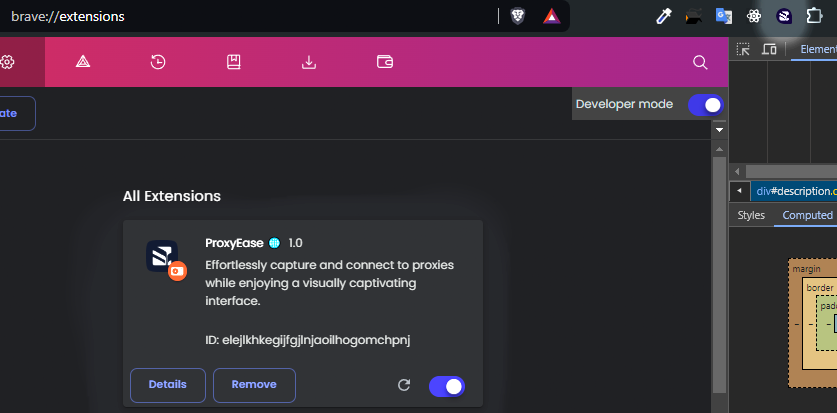 brave://extensions
Elemen
ate
Developer mode
div#description.c
Styles
Computed
All Extensions
ProxyEase 1.0
Effortlessly capture and connect to proxies
while enjoying a visually captivating
interface.
ID: elejlkhkegijfgjlnjaoilhogomchpnj
Details
Remove
margin
border
padd